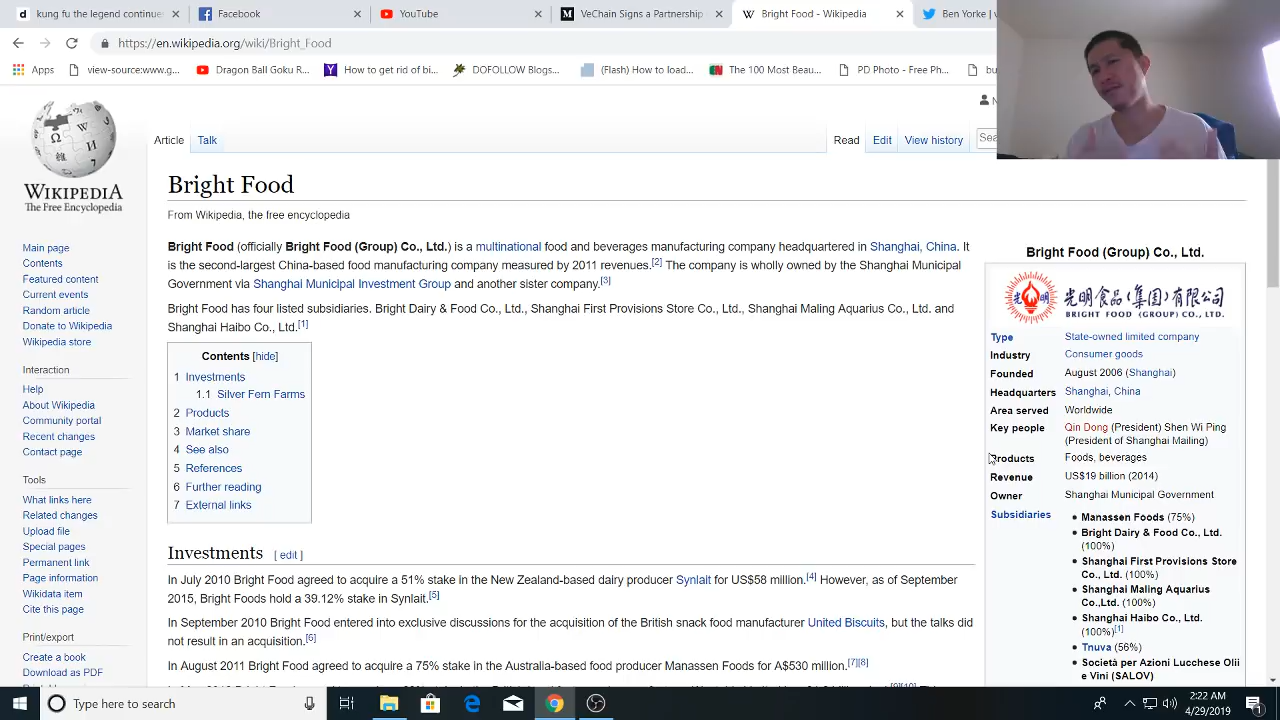 kung fu the legend continues
Facebook
YouTube
VeChain Signs a Partnership
Bright Food - Wikipedia
Ben Yorke | v
https://en.wikipedia.org/wiki/Bright_Food
Apps
view-source:www.g...
Dragon Ball Goku n...
How to get rid of bi...
DOFOLLOW Blogs...
(Flash) How to load...
The 100 Most Beau...
PD Photo - Free Ph...
bu
WIKIPEDIA
The Free Encyclopedia
Article
Talk
Read
Edit
View history
Sea
Bright Food
From Wikipedia, the free encyclopedia
Main page
Contents
Featured content
Current events
Random article
Donate to Wikipedia
Wikipedia store
Interaction
Help
About Wikipedia
Community portal
Recent changes
Contact page
Tools
What links here
Related changes
Upload file
Special pages
Permanent link
Page information
Wikidata item
Cite this page
Print/export
Create a book
Download as PDF
Bright Food (officially Bright Food (Group) Co., Ltd.) is a multinational food and beverages manufacturing company headquartered in Shanghai, China. It
is the second-largest China-based food manufacturing company measured by 2011 revenues.[2] The company is wholly owned by the Shanghai Municipal
Government via Shanghai Municipal Investment Group and another sister company.[3]
Bright Food has four listed subsidiaries. Bright Dairy & Food Co., Ltd., Shanghai First Provisions Store Co., Ltd., Shanghai Maling Aquarius Co., Ltd. and
Shanghai Haibo Co., Ltd.[1]
Contents [hide]
1 Investments
1.1 Silver Fern Farms
2 Products
3 Market share
4 See also
5 References
6 Further reading
7 External links
Investments [ edit ]
In July 2010 Bright Food agreed to acquire a 51% stake in the New Zealand-based dairy producer Synlait for US$58 million.[4] However, as of September
2015, Bright Foods hold a 39.12% stake in Synlait.[5]
In September 2010 Bright Food entered into exclusive discussions for the acquisition of the British snack food manufacturer United Biscuits, but the talks did
not result in an acquisition.[6]
In August 2011 Bright Food agreed to acquire a 75% stake in the Australia-based food producer Manassen Foods for A$530 million.[7][8]
Bright Food (Group) Co., Ltd.
光明
光明食品(集团)有限公司
BRIGHT FOOD (GROUP) CO., LTD.
Type State-owned limited company
Industry Consumer goods
Founded August 2006 (Shanghai)
Headquarters Shanghai, China
Area served Worldwide
Key people Qin Dong (President) Shen Wi Ping
(President of Shanghai Mailing)
Products Foods, beverages
Revenue US$19 billion (2014)
Owner Shanghai Municipal Government
Subsidiaries
• Manassen Foods (75%)
• Bright Dairy & Food Co., Ltd.
(100%)
• Shanghai First Provisions Store
Co., Ltd. (100%)
• Shanghai Maling Aquarius
Co.,Ltd. (100%)
• Shanghai Haibo Co., Ltd.
(100%)[1]
• Tnuva (56%)
• Società per Azioni Lucchese Olii
e Vini (SALOV)
Type here to search
2:22 AM
4/29/2019